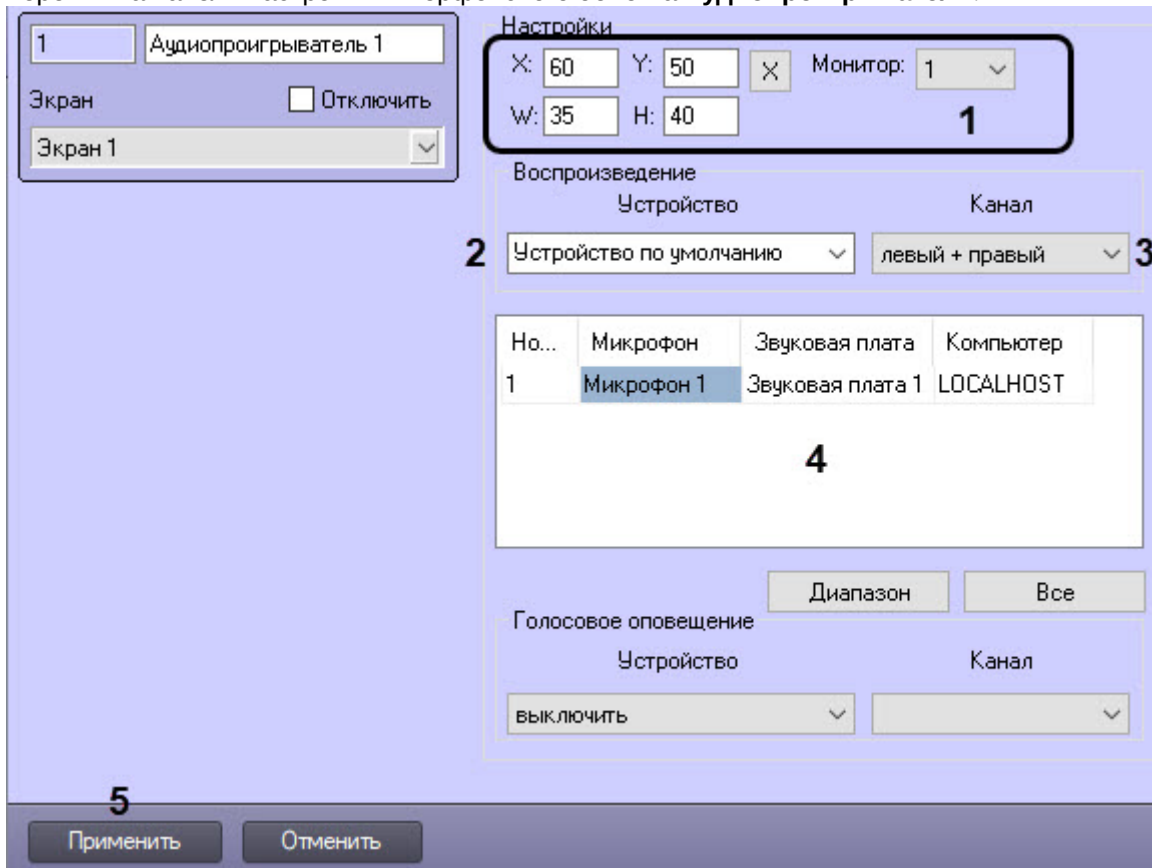 1 Аудиопроигрыватель 1
Экран Отключить
Экран 1
Настройки
X: 60 Y: 50 X Монитор: 1
W: 35 H: 40
1
Воспроизведение
Устройство Канал
2 Устройство по умолчанию левый + правый 3
Но... Микрофон Звуковая плата Компьютер
1 Микрофон 1 Звуковая плата 1 LOCALHOST
4
Диапазон Все
Голосовое оповещение
Устройство Канал
выключить
5
Применить Отменить